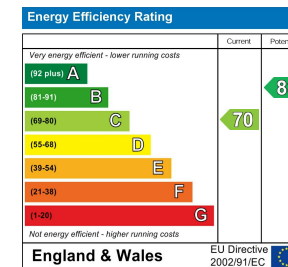 Energy Efficiency Rating
Current
Very energy efficient - lower running costs
(92 plus) A
(81-91) B
(69-80) C
70
(55-68) D
(39-54) E
(21-38) F
(1-20) G
Not energy efficient - higher running costs
England & Wales
EU Directive
2002/91/EC